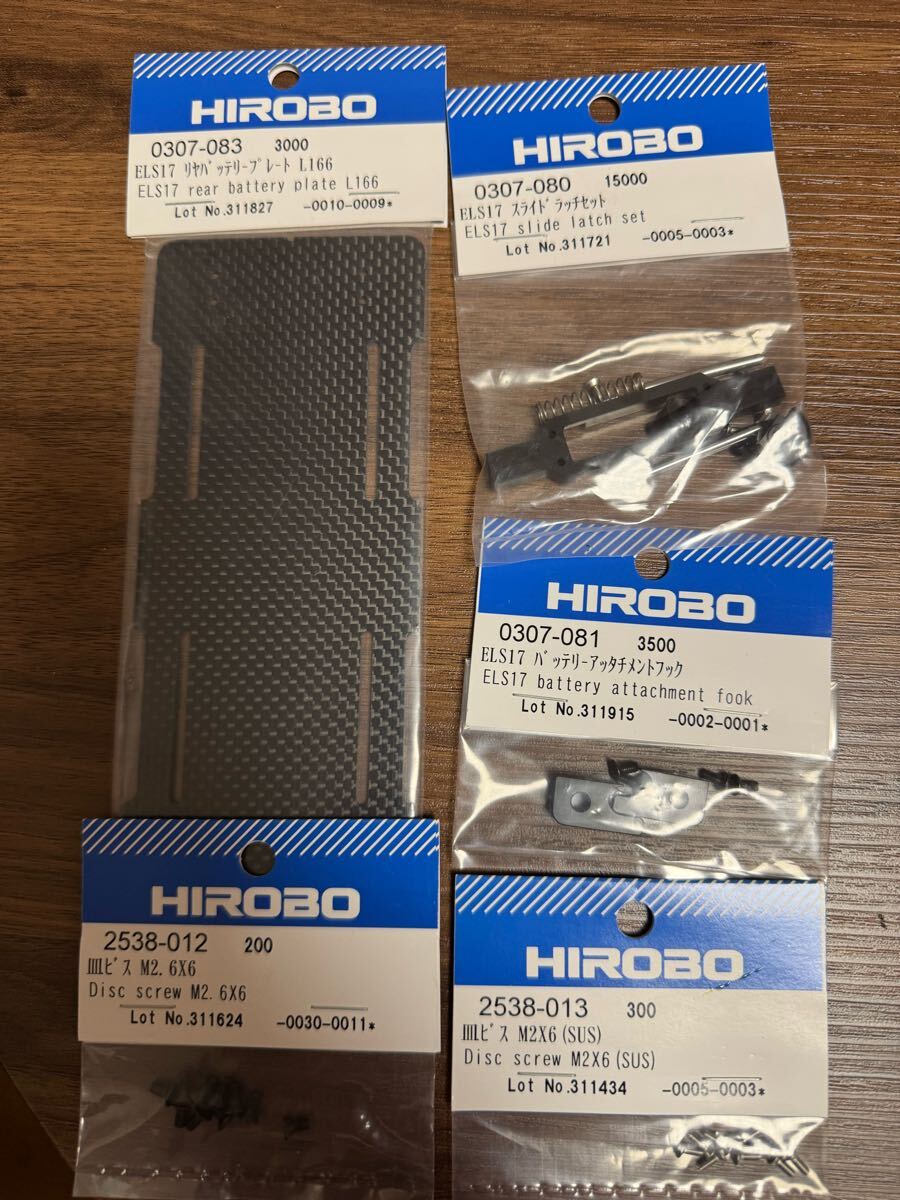 HIROBO
0307-083 3000
ELS17 リヤバッテリープレート L166
ELS17 rear battery plate L166
Lot No.311827 -0010-0009*
HIROBO
0307-080 15000
ELS17 スライドラッチセット
ELS17 slide latch set
Lot No.311721 -0005-0003*
HIROBO
0307-081 3500
ELS17 バッテリーアッタチメントフック
ELS17 battery attachment fook
Lot No.311915 -0002-0001*
HIROBO
2538-012 200
皿ビス M2.6X6
Disc screw M2.6X6
Lot No.311624 -0030-0011*
HIROBO
2538-013 300
皿ビス M2X6(SUS)
Disc screw M2X6(SUS)
Lot No.311434 -0005-0003*